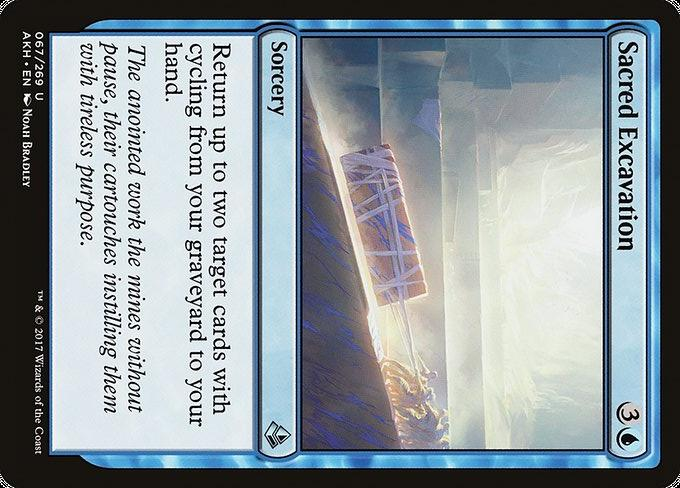 Sacred Excavation 3
Sorcery
Return up to two target cards with
cycling from your graveyard to your
hand.
The anointed work the mines without
pause, their cartouches instilling them
with tireless purpose.
067/269 U
AKH • EN Noah Bradley
™ & © 2017 Wizards of the Coast